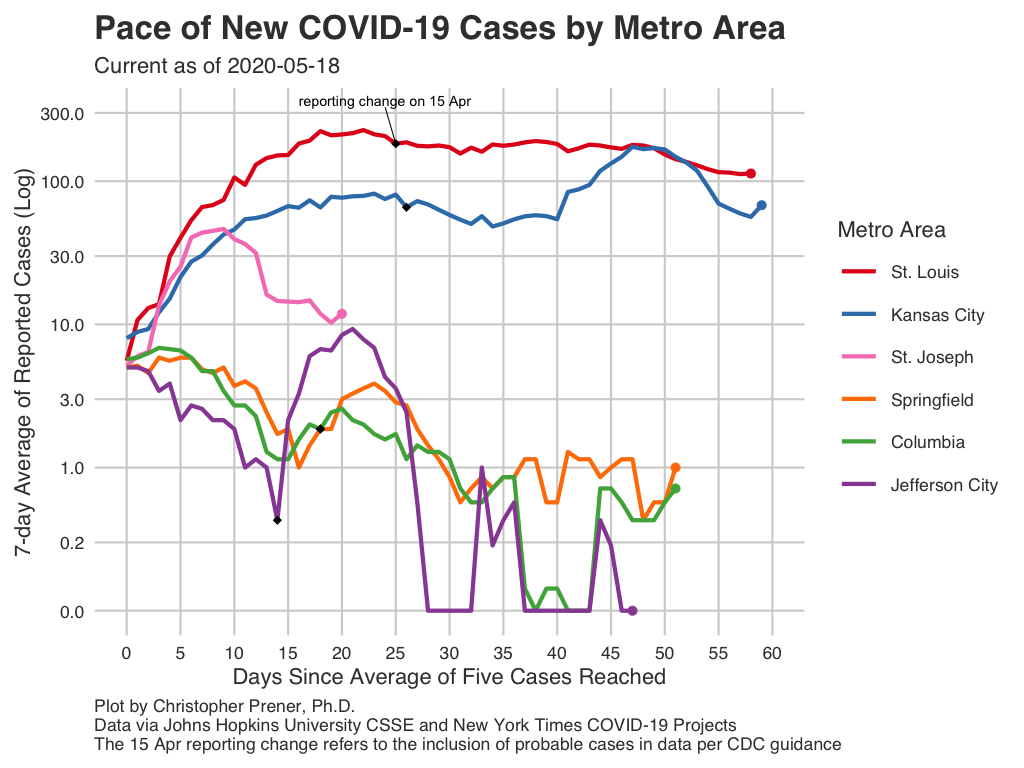 Pace of New COVID-19 Cases by Metro Area
Current as of 2020-05-18
reporting change on 15 Apr
7-day Average of Reported Cases (Log)
300.0
100.0
30.0
10.0
3.0
1.0
0.2
0.0
0 5 10 15 20 25 30 35 40 45 50 55 60
Days Since Average of Five Cases Reached
Metro Area
St. Louis
Kansas City
St. Joseph
Springfield
Columbia
Jefferson City
Plot by Christopher Prener, Ph.D.
Data via Johns Hopkins University CSSE and New York Times COVID-19 Projects
The 15 Apr reporting change refers to the inclusion of probable cases in data per CDC guidance